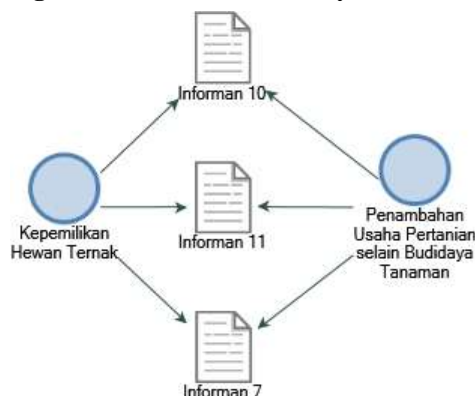 Informan 10
Kepemilikan
Hewan Ternak
Informan 11
Penambahan
Usaha Pertanian
selain Budidaya
Tanaman
Informan 7